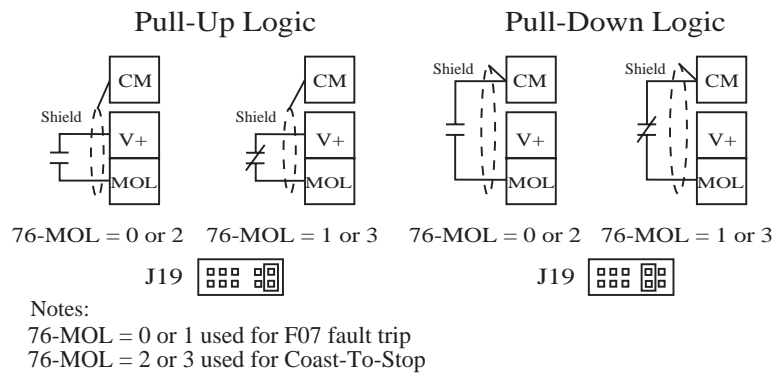 Pull-Up Logic
Pull-Down Logic
Shield
CM
V+
MOL
Shield
CM
V+
MOL
Shield
CM
V+
MOL
Shield
CM
V+
MOL
76-MOL = 0 or 2
76-MOL = 1 or 3
76-MOL = 0 or 2
76-MOL = 1 or 3
J19
J19
Notes:
76-MOL = 0 or 1 used for F07 fault trip
76-MOL = 2 or 3 used for Coast-To-Stop